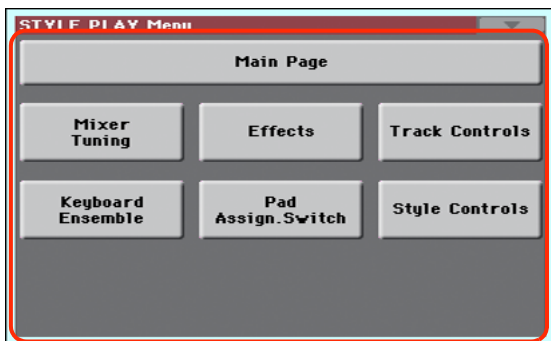 STYLE PLAY Menu
Main Page
Mixer
Tuning
Effects
Track Controls
Keyboard
Ensemble
Pad
Assign.Switch
Style Controls